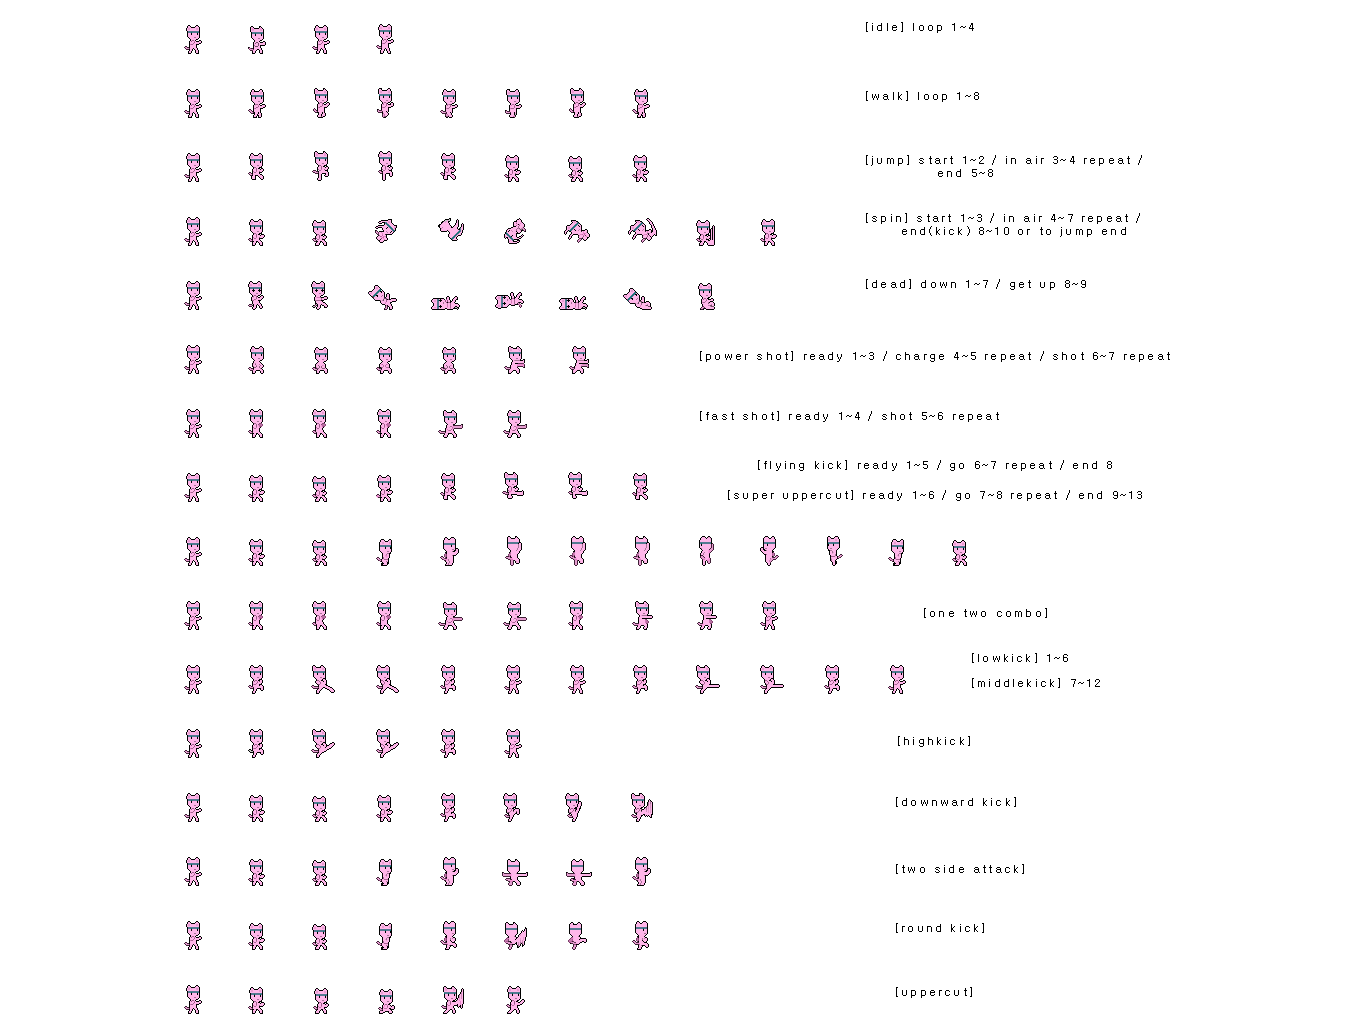 [idle] loop 1~4
[walk] loop 1~8
[jump] start 1~2 / in air 3~4 repeat /
end 5~8
[spin] start 1~3 / in air 4~7 repeat /
end(kick) 8~10 or to jump end
[dead] down 1~7 / get up 8~9
[power shot] ready 1~3 / charge 4~5 repeat / shot 6~7 repeat
[fast shot] ready 1~4 / shot 5~6 repeat
[flying kick] ready 1~5 / go 6~7 repeat / end 8
[super uppercut] ready 1~6 / go 7~8 repeat / end 9~13
[one two combo]
[lowkick] 1~6
[middlekick] 7~12
[highkick]
[downward kick]
[two side attack]
[round kick]
[uppercut]